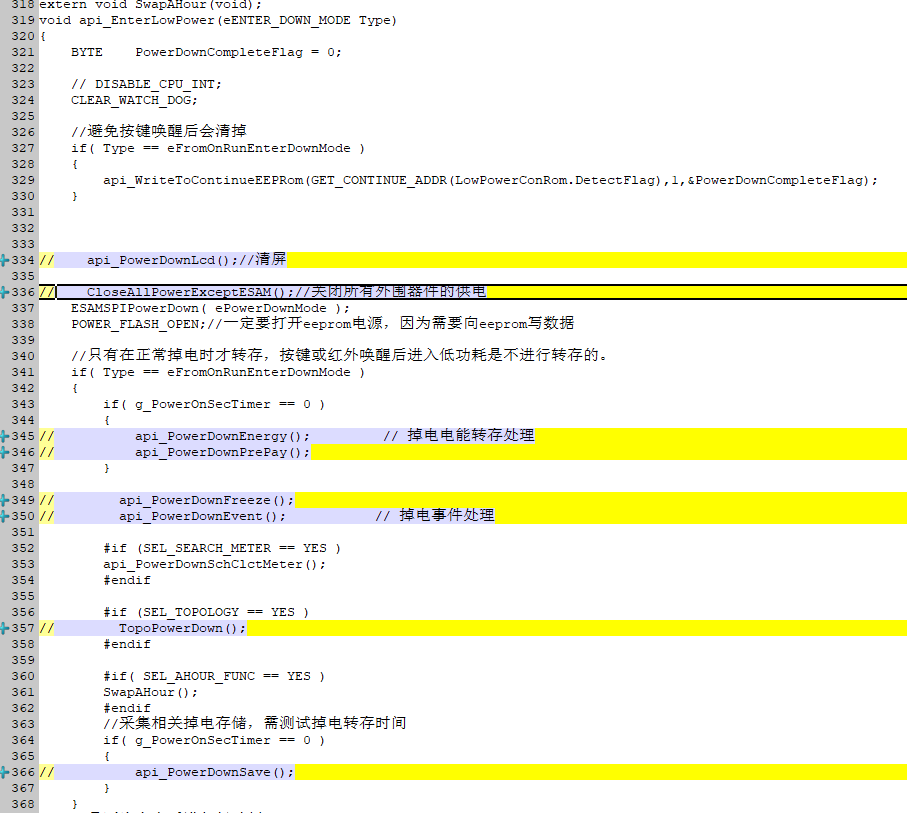 318 extern void SwapAHour(void);
319 void api_EnterLowPower(eENTER_DOWN_MODE Type)
320 {
321     BYTE    PowerDownCompleteFlag = 0;
322
323     // DISABLE_CPU_INT;
324     CLEAR_WATCH_DOG;
325
326     //避免按键唤醒后会清掉
327     if( Type == eFromOnRunEnterDownMode )
328     {
329         api_WriteToContinueEEPRom(GET_CONTINUE_ADDR(LowPowerConRom.DetectFlag),1,&PowerDownCompleteFlag);
330     }
331
332
333
334 //    api_PowerDownLcd();//清屏
335
336 //    CloseAllPowerExceptESAM();//关闭所有外围器件的供电
337     ESAMSPIPowerDown( ePowerDownMode );
338     POWER_FLASH_OPEN;//一定要打开eeprom电源，因为需要向eeprom写数据
339
340     //只有在正常掉电时才转存，按键或红外唤醒后进入低功耗是不进行转存的。
341     if( Type == eFromOnRunEnterDownMode )
342     {
343         if( g_PowerOnSecTimer == 0 )
344         {
345 //          api_PowerDownEnergy();         // 掉电电能转存处理
346 //          api_PowerDownPrePay();
347         }
348
349 //        api_PowerDownFreeze();
350 //        api_PowerDownEvent();           // 掉电事件处理
351
352         #if (SEL_SEARCH_METER == YES )
353         api_PowerDownSchClctMeter();
354         #endif
355
356         #if (SEL_TOPOLOGY == YES )
357 //        TopoPowerDown();
358         #endif
359
360         #if( SEL_AHOUR_FUNC == YES )
361         SwapAHour();
362         #endif
363         //采集相关掉电存储，需测试掉电转存时间
364         if( g_PowerOnSecTimer == 0 )
365         {
366 //          api_PowerDownSave();
367         }
368     }